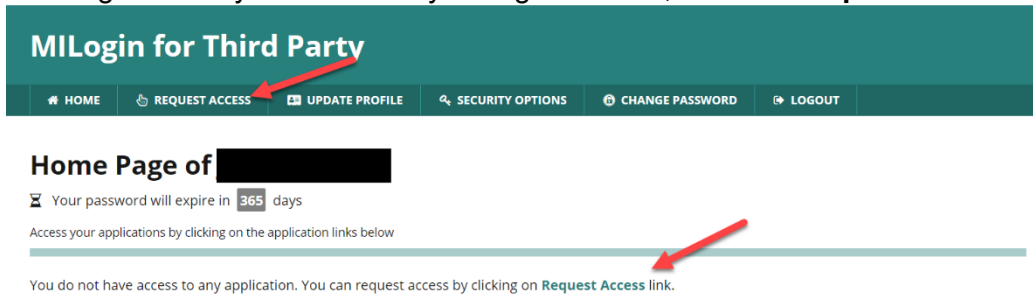 MILogin for Third Party
HOME REQUEST ACCESS UPDATE PROFILE SECURITY OPTIONS CHANGE PASSWORD LOGOUT
Home Page of
Your password will expire in 365 days
Access your applications by clicking on the application links below
You do not have access to any application. You can request access by clicking on Request Access link.